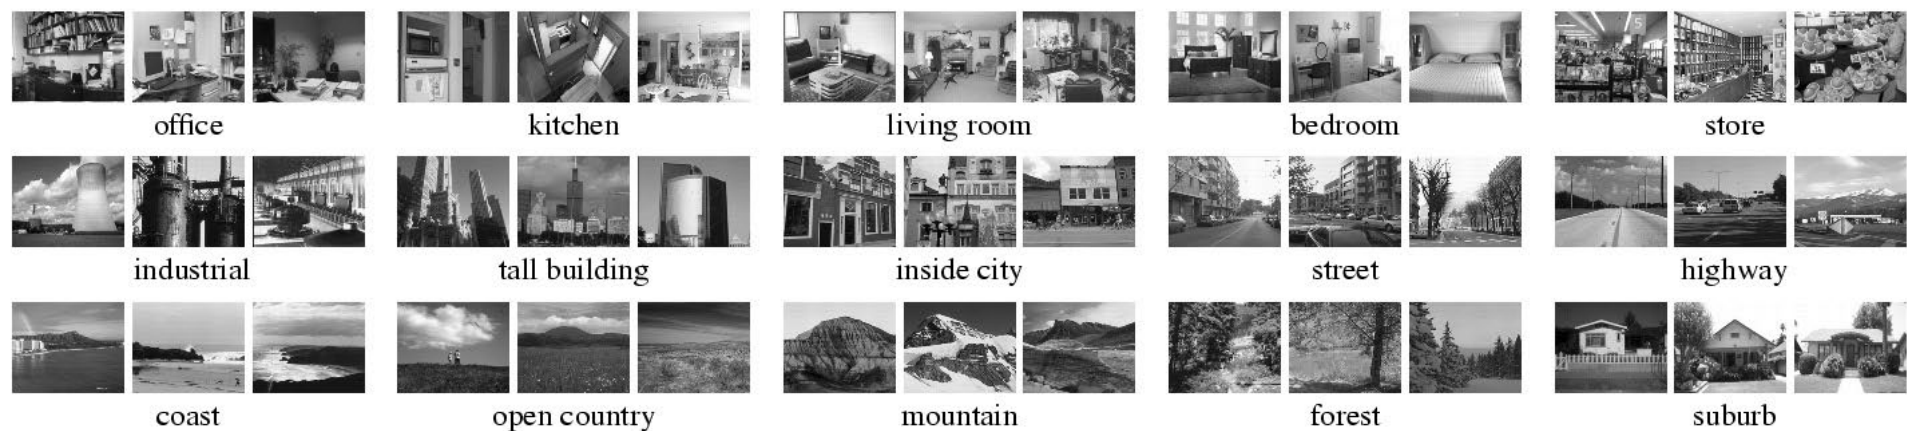 office kitchen living room bedroom store
industrial tall building inside city street highway
coast open country mountain forest suburb